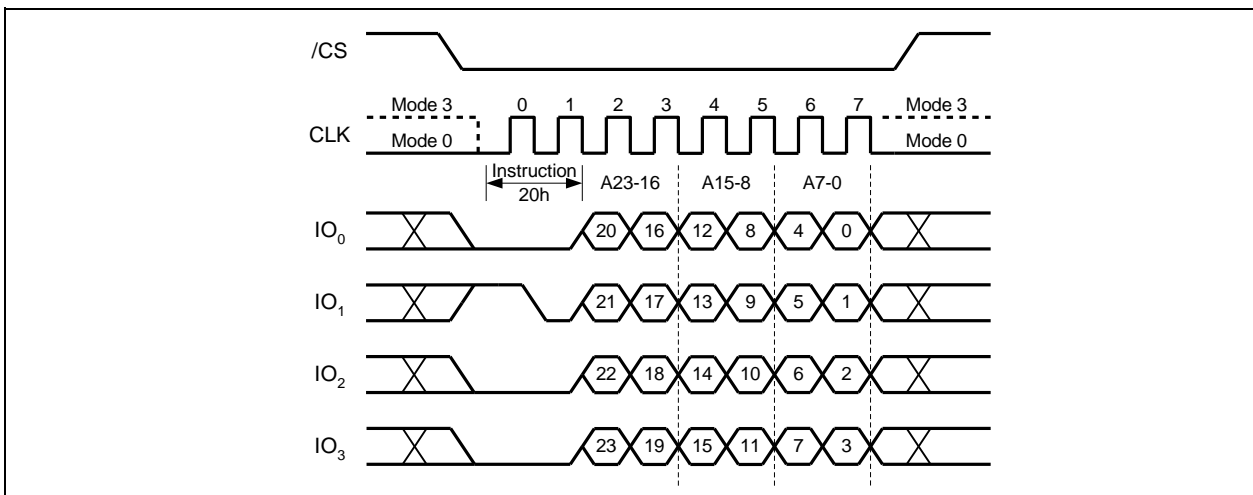 /CS
Mode 3 0 1 2 3 4 5 6 7 Mode 3
CLK
Mode 0 Mode 0
Instruction
20h
A23-16 A15-8 A7-0
IO0 20 16 12 8 4 0
IO1 21 17 13 9 5 1
IO2 22 18 14 10 6 2
IO3 23 19 15 11 7 3